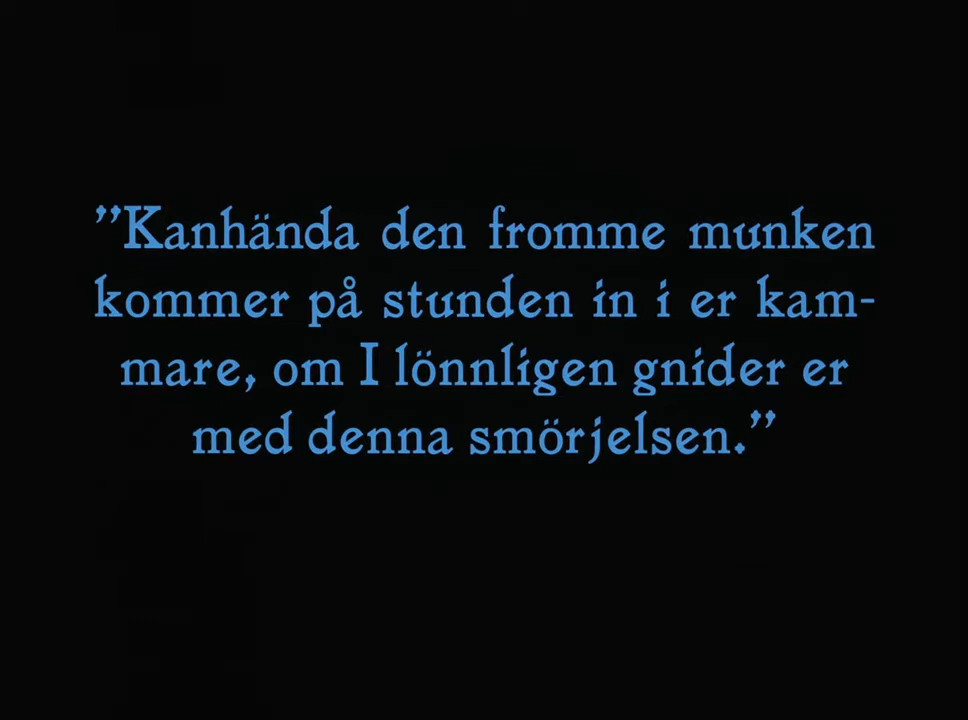 ”Kanhända den fromme munken
kommer på stunden in i er kam-
mare, om I lönnligen gnider er
med denna smörjelsen.”